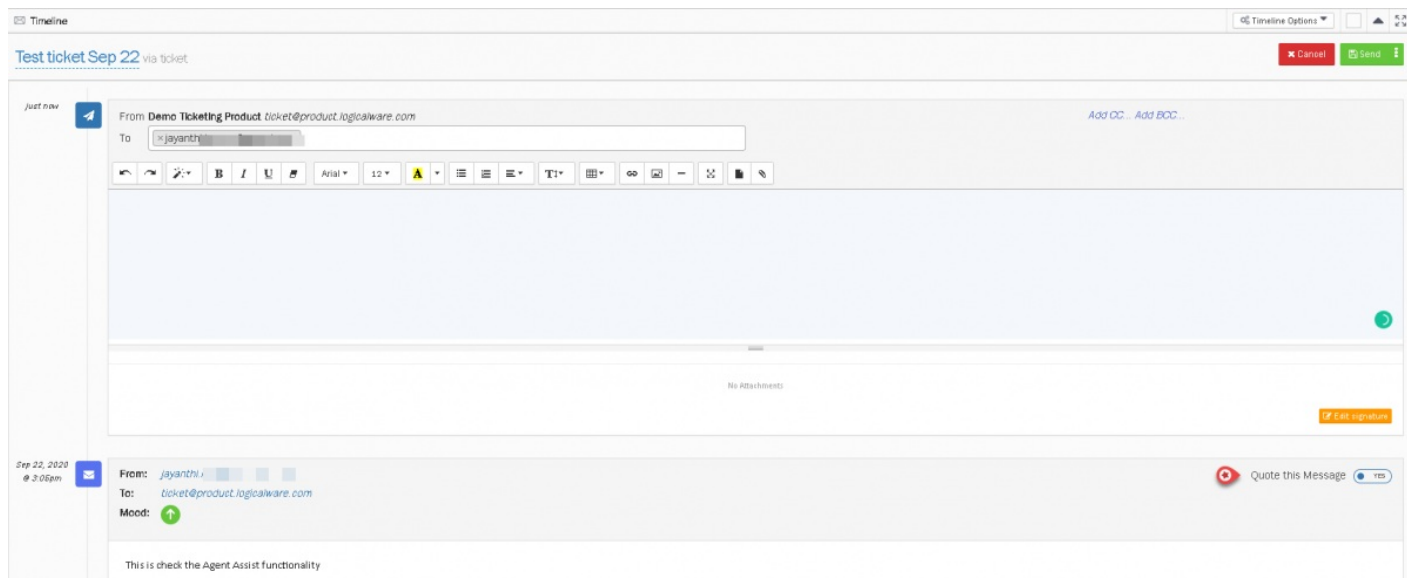 Timeline
Timeline Options
Test ticket Sep 22 via ticket
Cancel Send
just now
From Demo Ticketing Product ticket@product.logicalware.com
Add CC... Add BCC...
To ×jayanth
B I U Arial 12 A T
No Attachments
Edit signature
Sep 22, 2020 @ 3:05pm
From: jayanthi.
Quote this Message YES
To: ticket@product.logicalware.com
Mood:
This is check the Agent Assist functionality